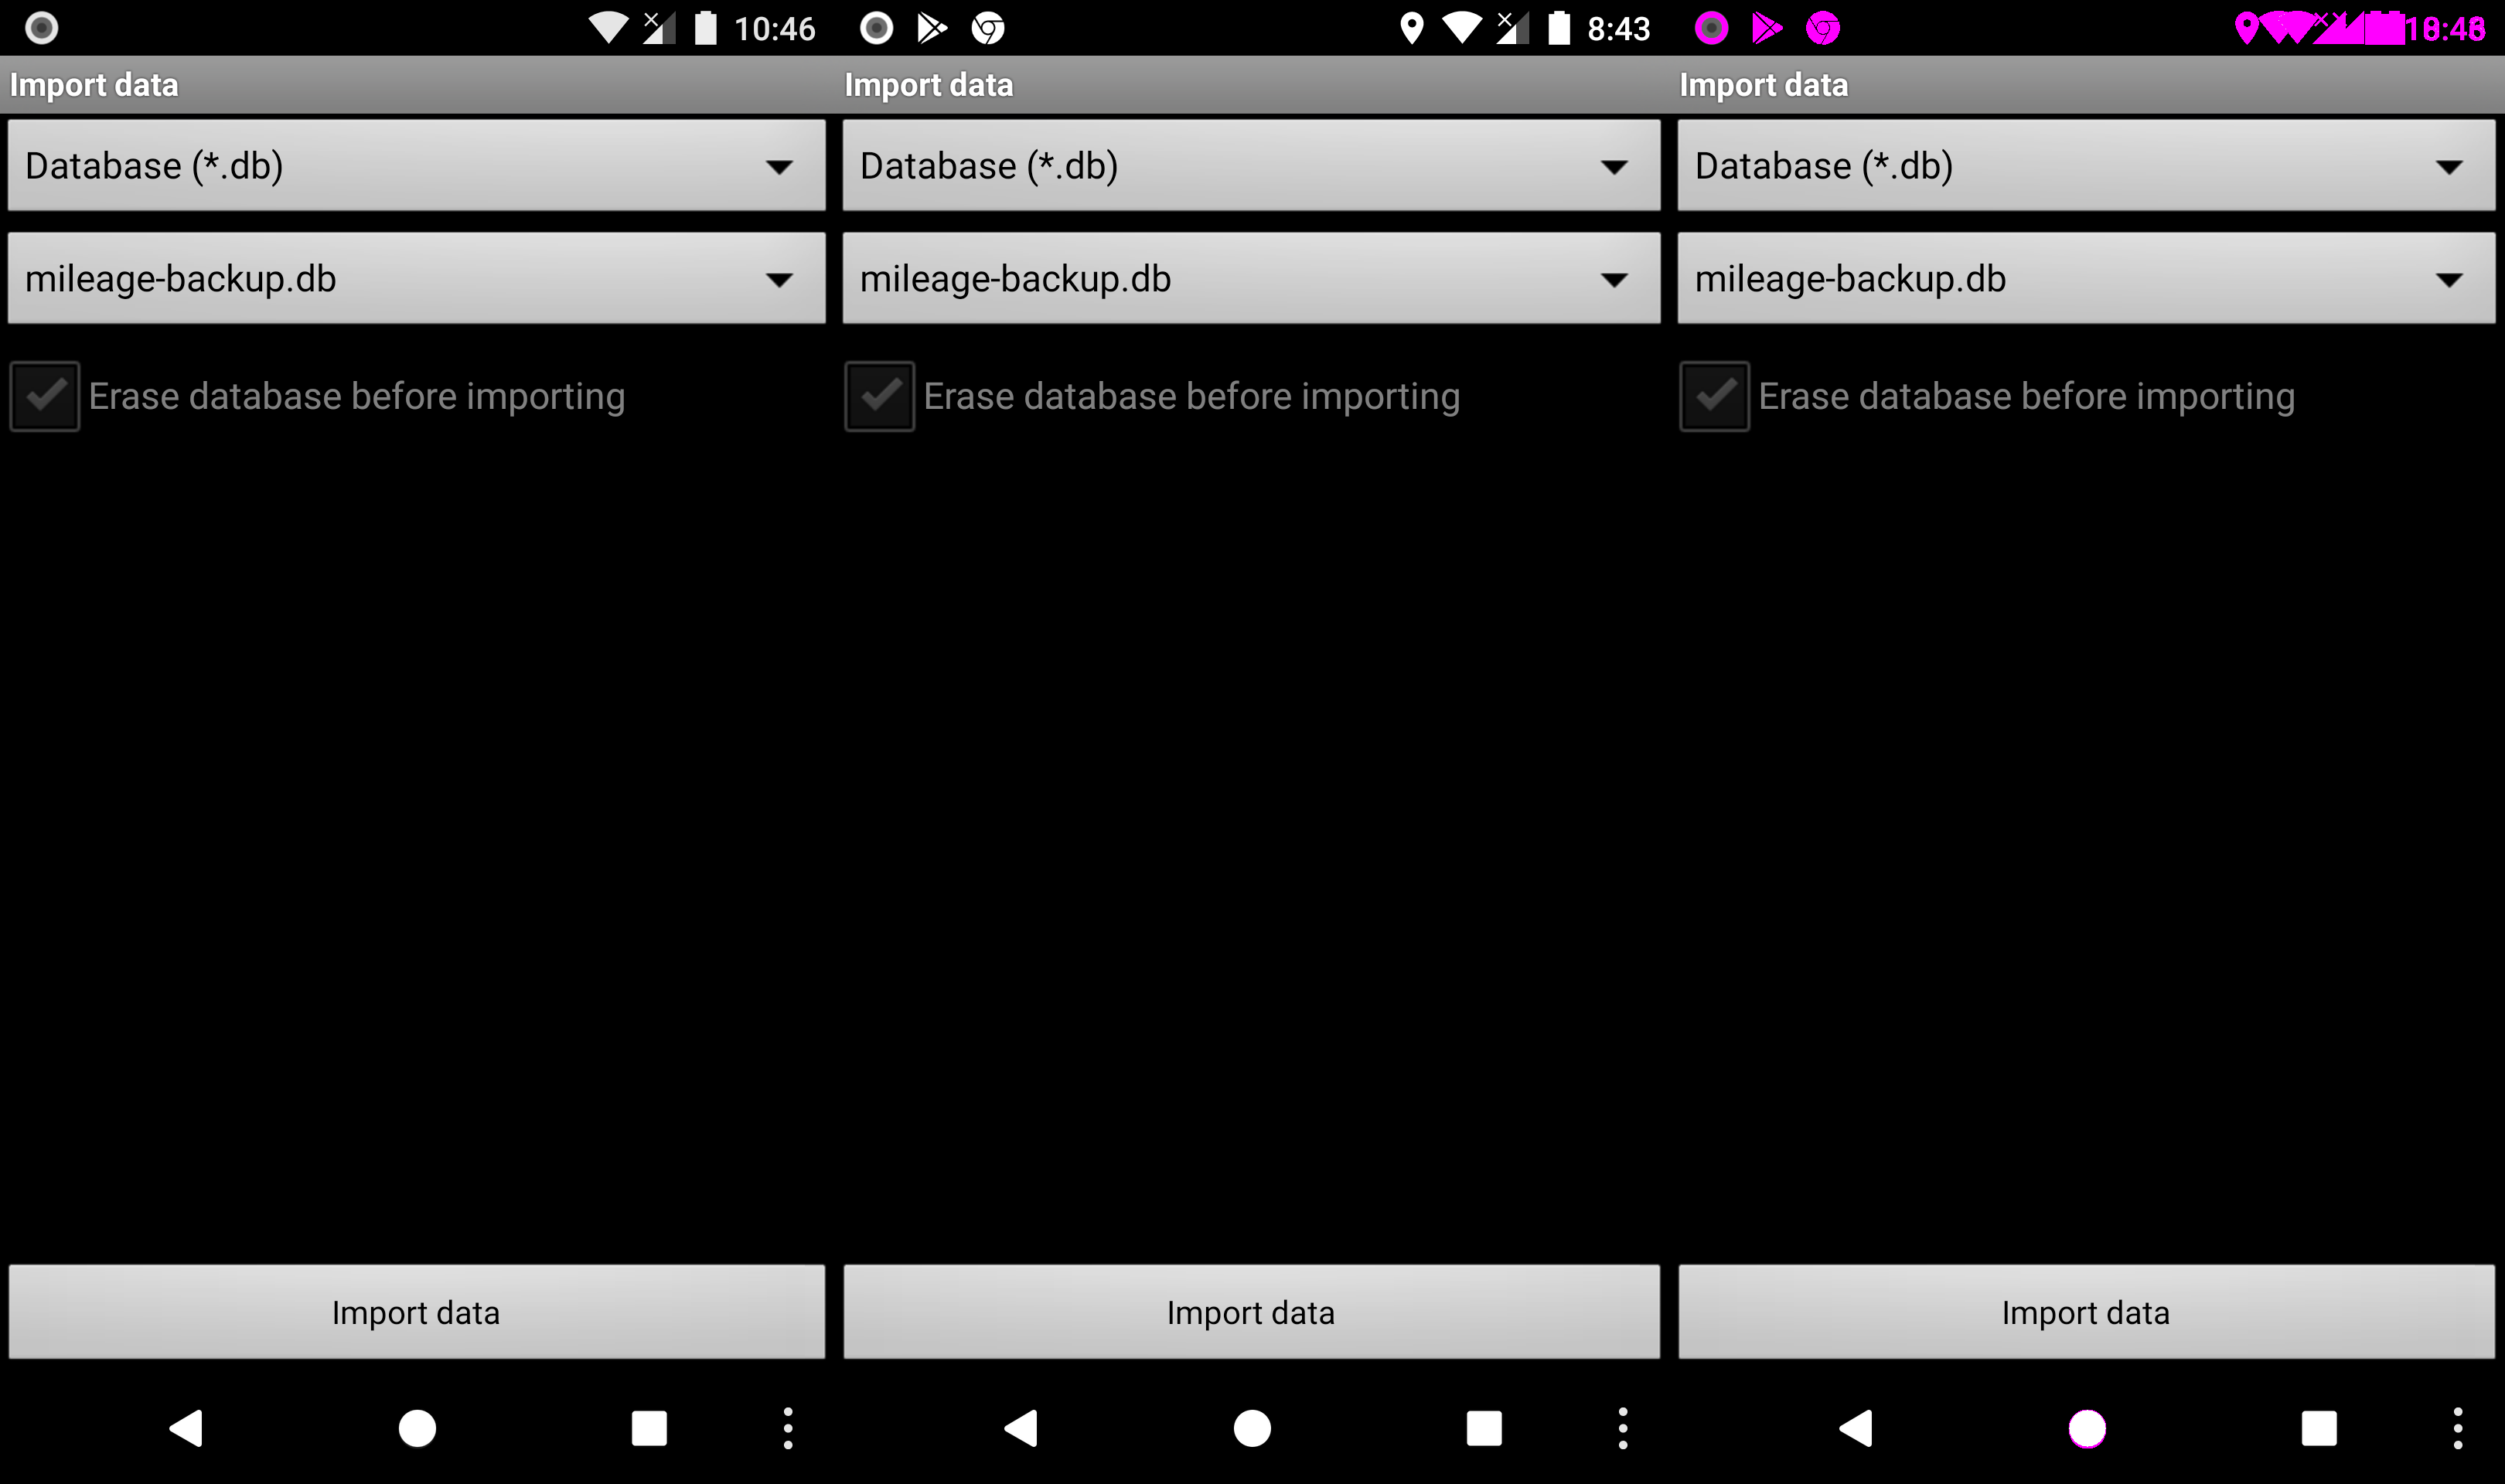 10:46
Import data
Database (*.db)
mileage-backup.db
Erase database before importing
Import data
8:43
Import data
Database (*.db)
mileage-backup.db
Erase database before importing
Import data
Import data
Database (*.db)
mileage-backup.db
Erase database before importing
Import data